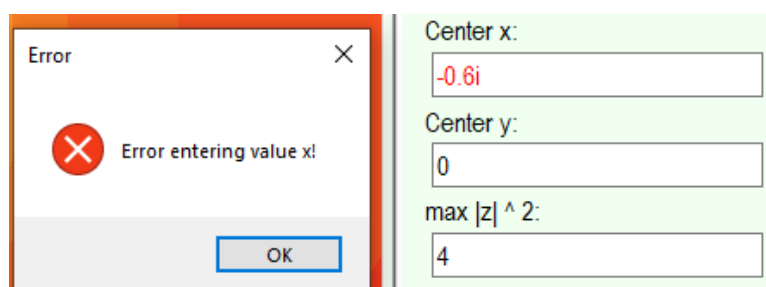 Error
Error entering value x!
OK
Center x:
-0.6i
Center y:
0
max |z| ^ 2:
4